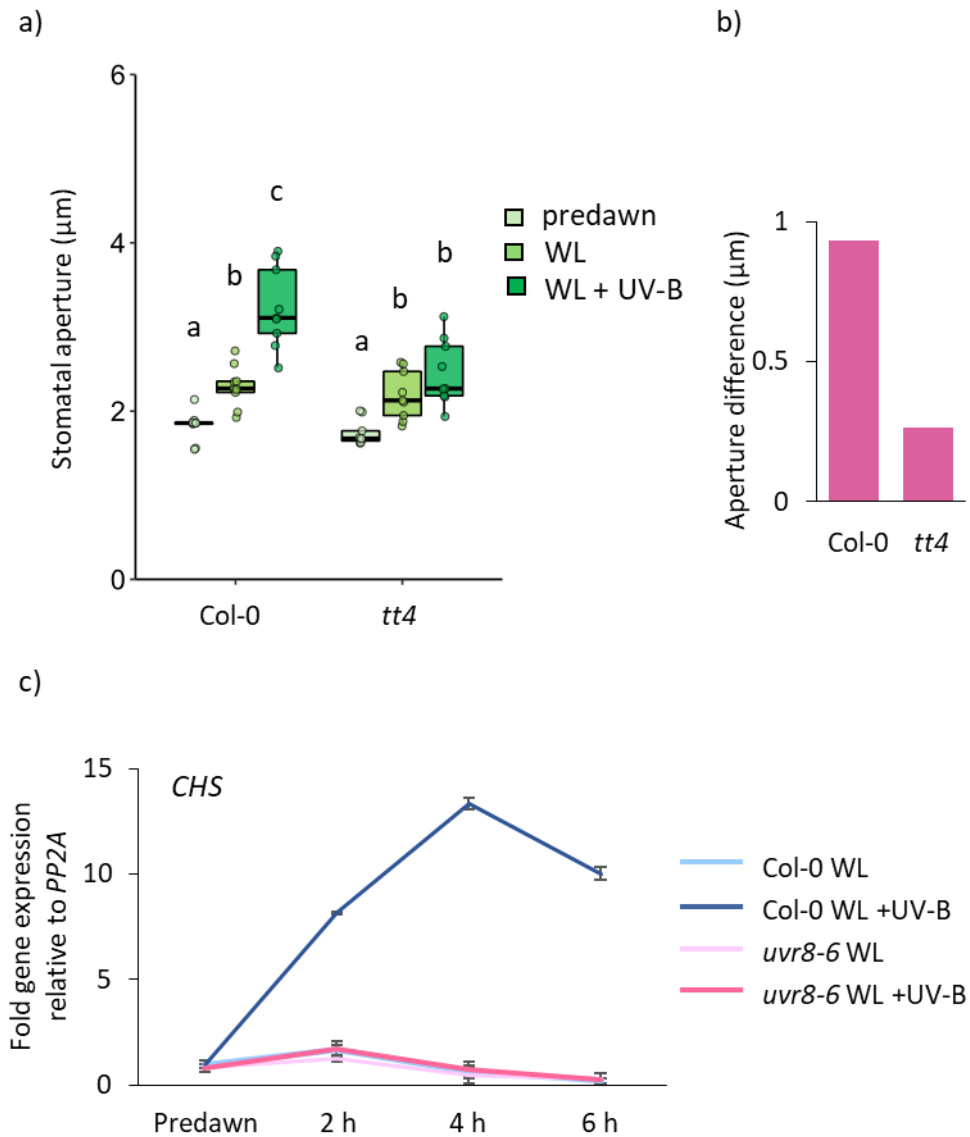 a)
b)
Stomatal aperture (µm)
6
4
2
0
a
b
c
a
b
b
Col-0
tt4
predawn
WL
WL + UV-B
Aperture difference (µm)
1
0.5
0
Col-0
tt4
c)
Fold gene expression
relative to PP2A
15
10
5
0
CHS
Predawn
2 h
4 h
6 h
Col-0 WL
Col-0 WL +UV-B
uvr8-6 WL
uvr8-6 WL +UV-B